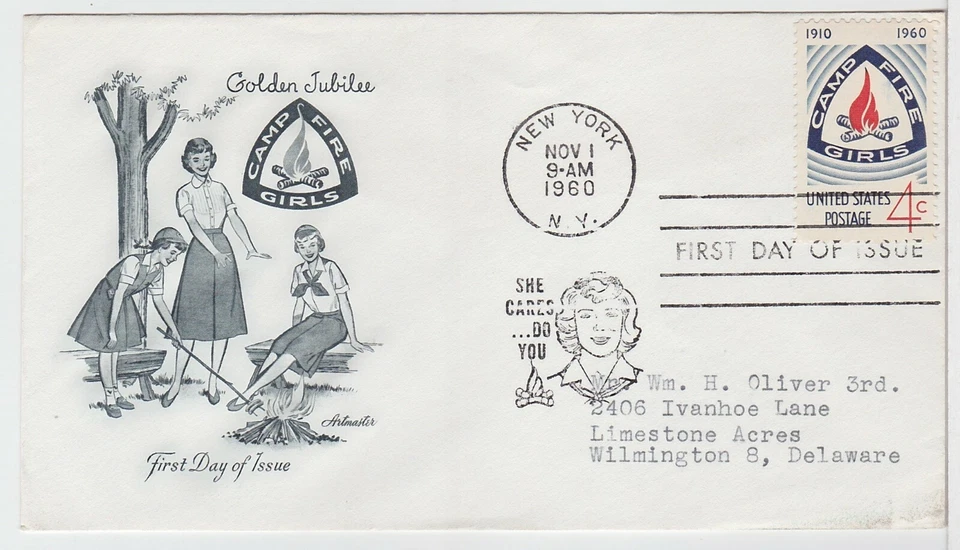 Golden Jubilee
CAMP FIRE
GIRLS
Artmaster
First Day of Issue
NEW YORK
NOV 1
9-AM
1960
N.Y.
1910 1960
CAMP FIRE
GIRLS
UNITED STATES
POSTAGE 4c
FIRST DAY OF ISSUE
SHE
CARES
...DO
YOU
Wm. H. Oliver 3rd.
2406 Ivanhoe Lane
Limestone Acres
Wilmington 8, Delaware